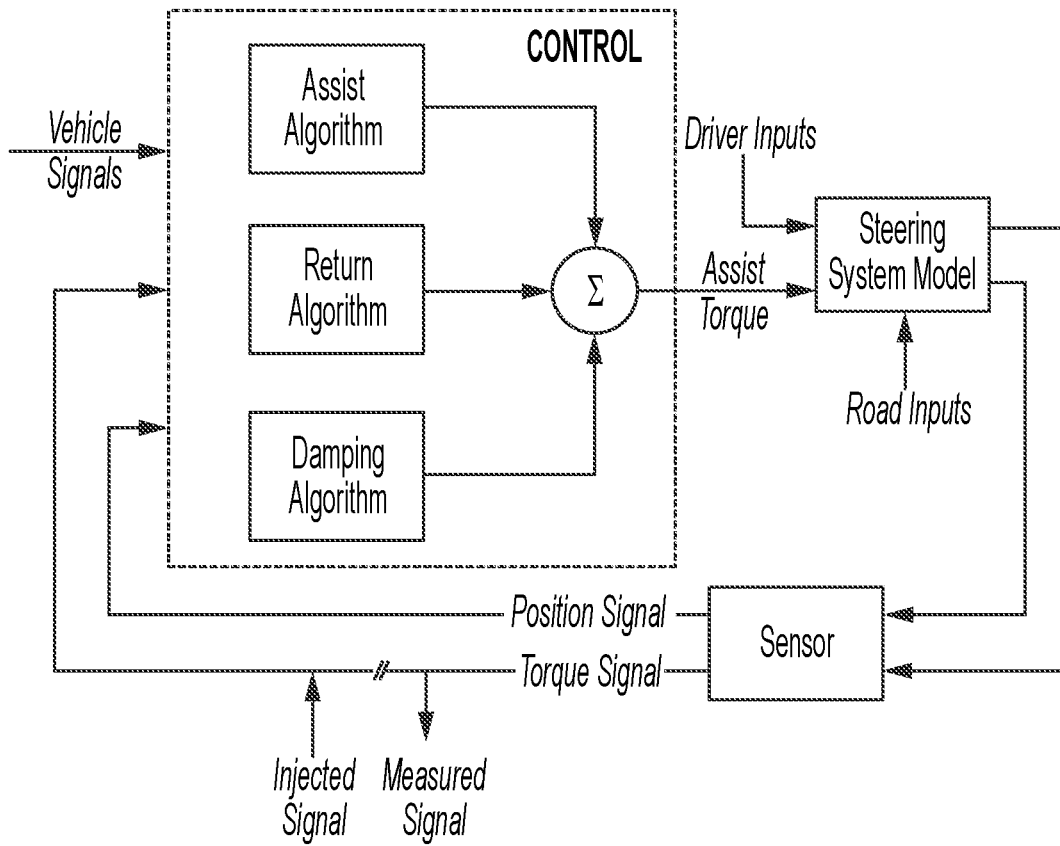 CONTROL
Assist
Algorithm
Vehicle
Signals
Driver Inputs
Return
Algorithm
Σ
Assist
Torque
Steering
System Model
Road Inputs
Damping
Algorithm
Position Signal
Sensor
Torque Signal
Injected
Signal
Measured
Signal